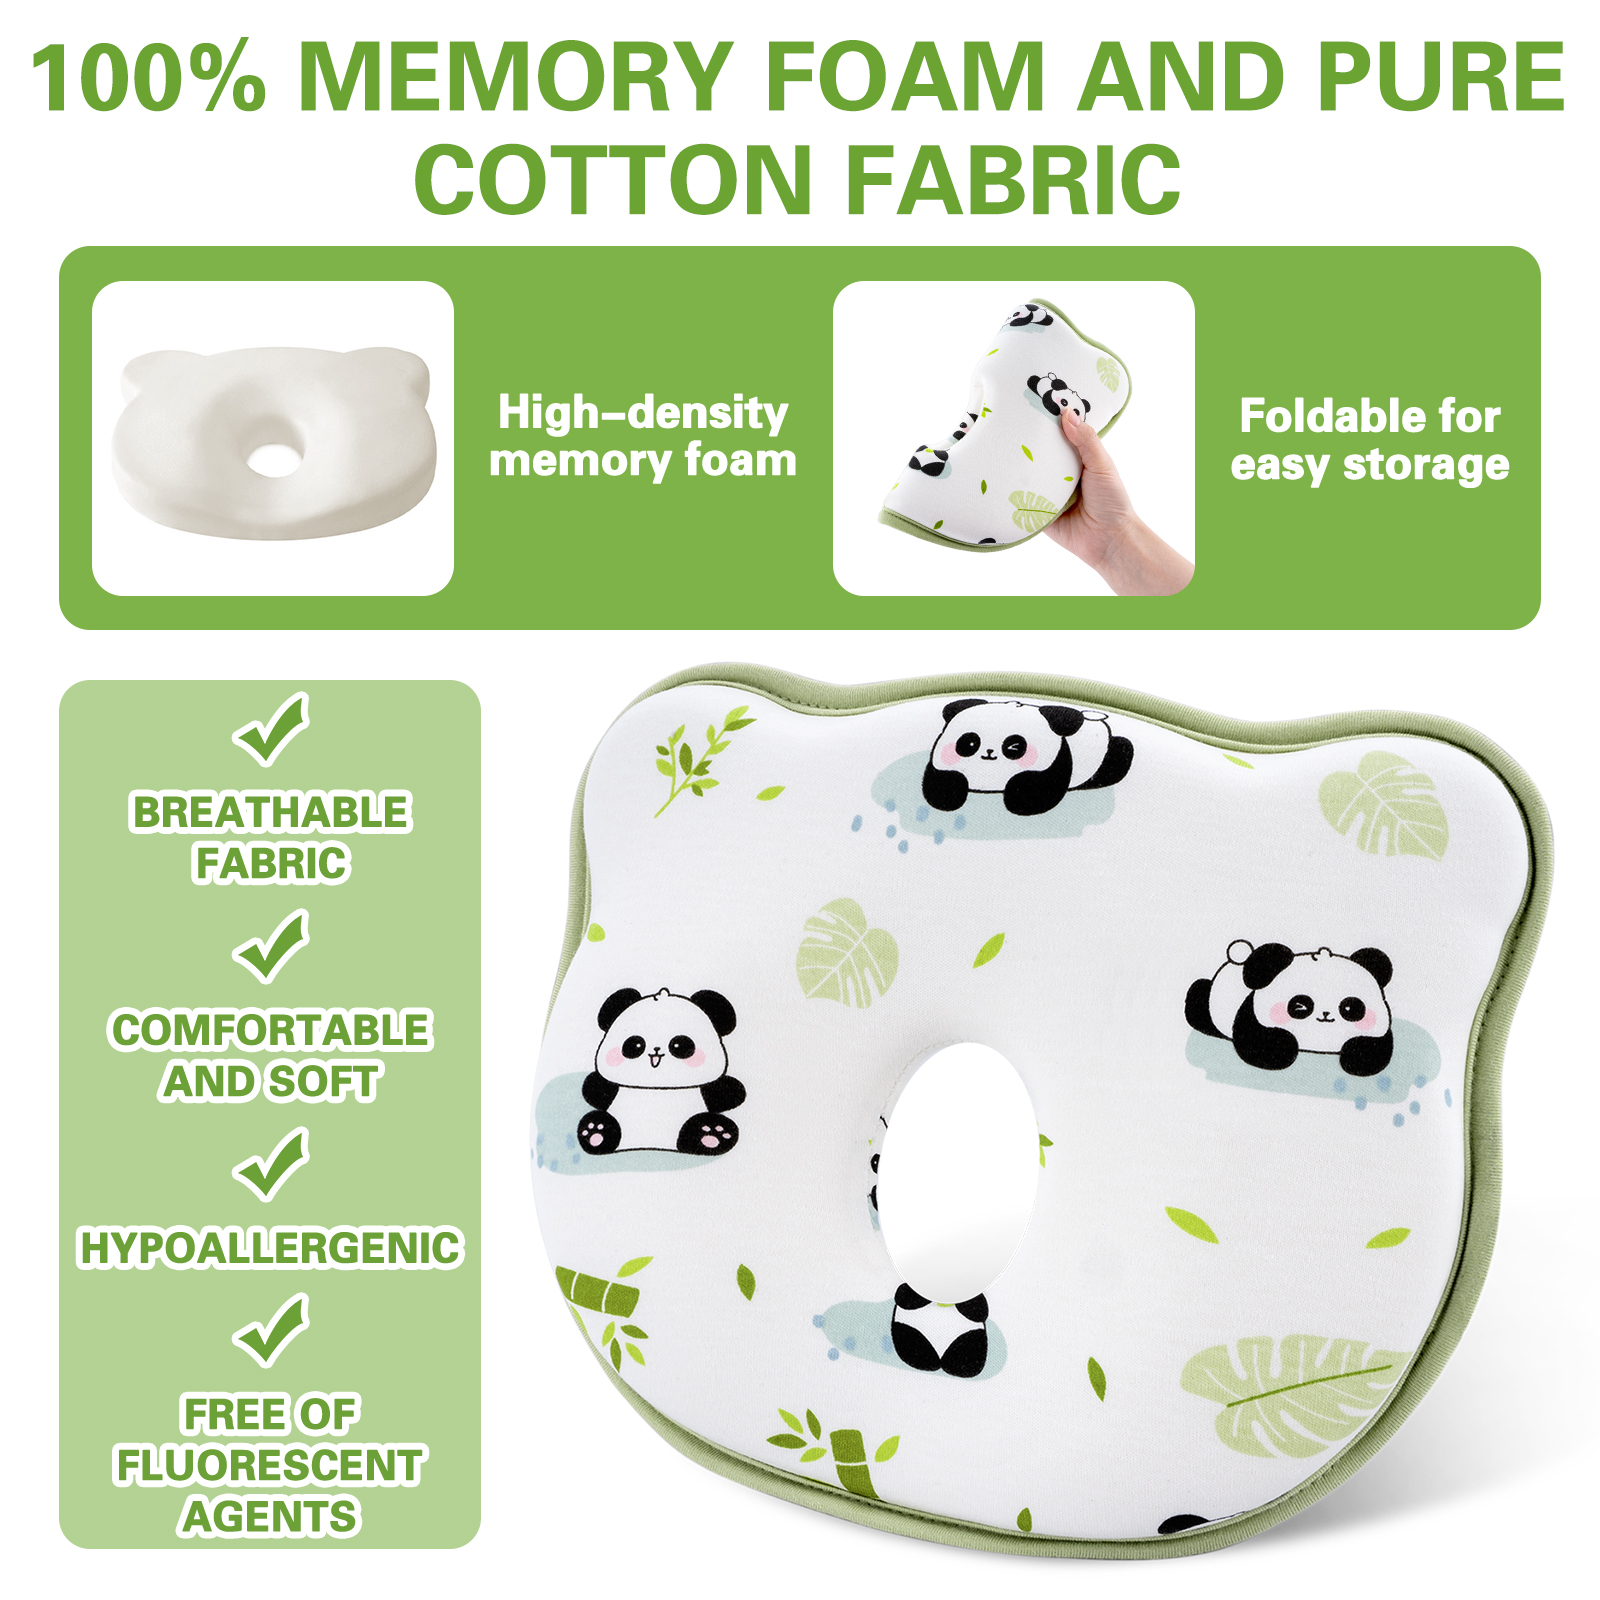 100% MEMORY FOAM AND PURE
COTTON FABRIC
High-density
memory foam
Foldable for
easy storage
BREATHABLE
FABRIC
COMFORTABLE
AND SOFT
HYPOALLERGENIC
FREE OF
FLUORESCENT
AGENTS